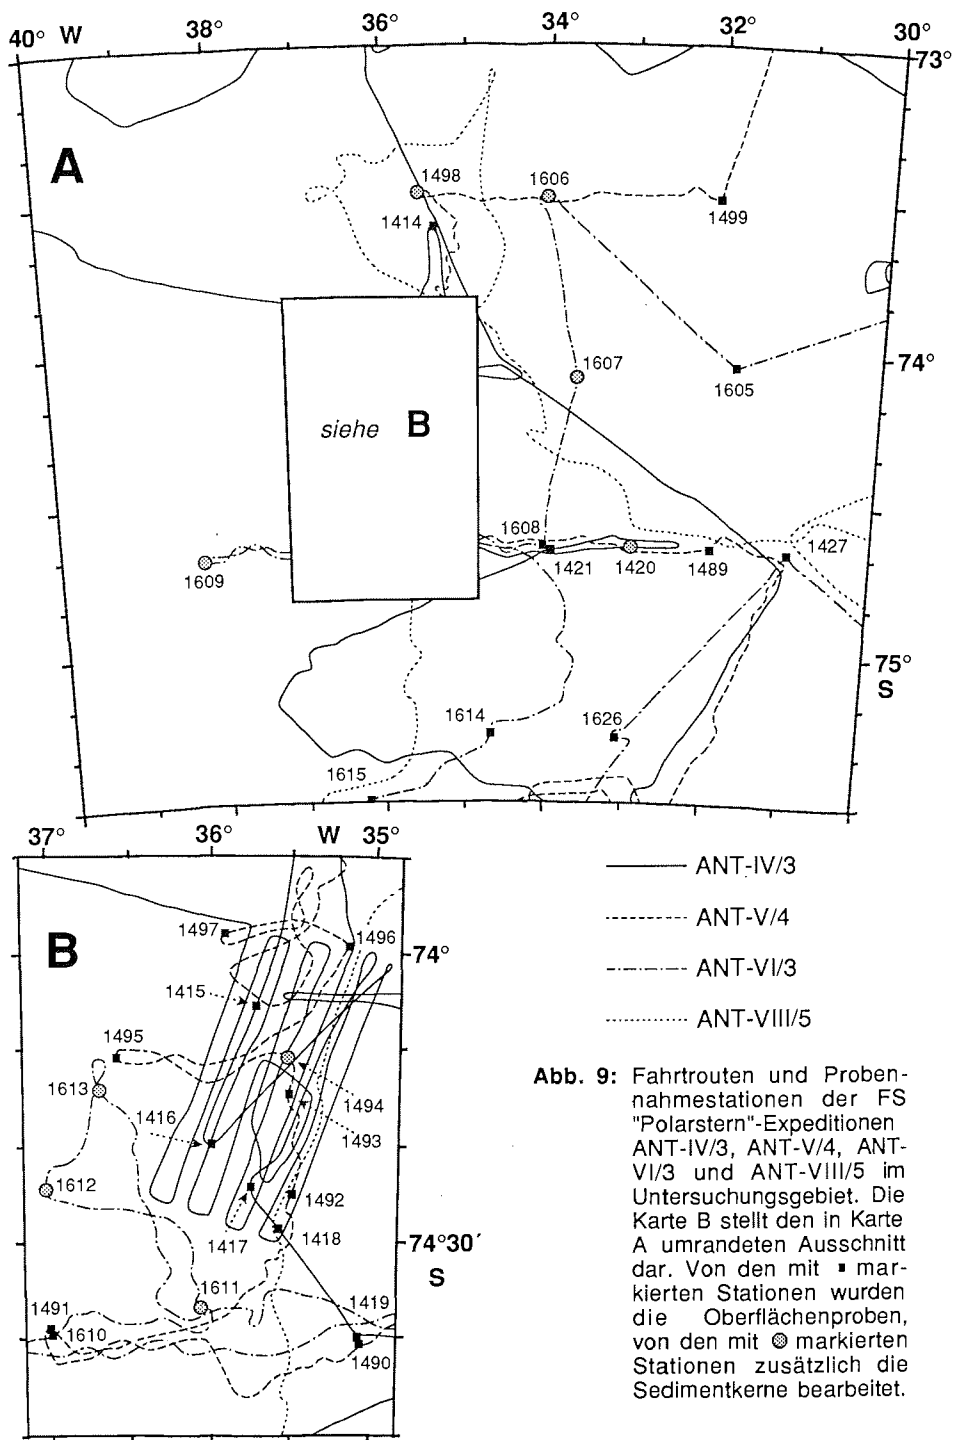 40° W 38° 36° 34° 32° 30°
73°
A
1498
1606
1414
1499
1607
74°
1605
siehe B
1608
1427
1609
1421
1420
1489
75°
S
1614
1626
1615
37° 36° W 35°
B
1497
1496
74°
1415
1495
1613
1494
1416
1493
1612
1492
1417
1418
74°30´
S
1611
1419
1491
1610
1490
ANT-IV/3
ANT-V/4
ANT-VI/3
ANT-VIII/5
Abb. 9: Fahrtrouten und Proben-
nahmestationen der FS
"Polarstern"-Expeditionen
ANT-IV/3, ANT-V/4, ANT-
VI/3 und ANT-VIII/5 im
Untersuchungsgebiet. Die
Karte B stellt den in Karte
A umrandeten Ausschnitt
dar. Von den mit ▪ mar-
kierten Stationen wurden
die Oberflächenproben,
von den mit ◍ markierten
Stationen zusätzlich die
Sedimentkerne bearbeitet.